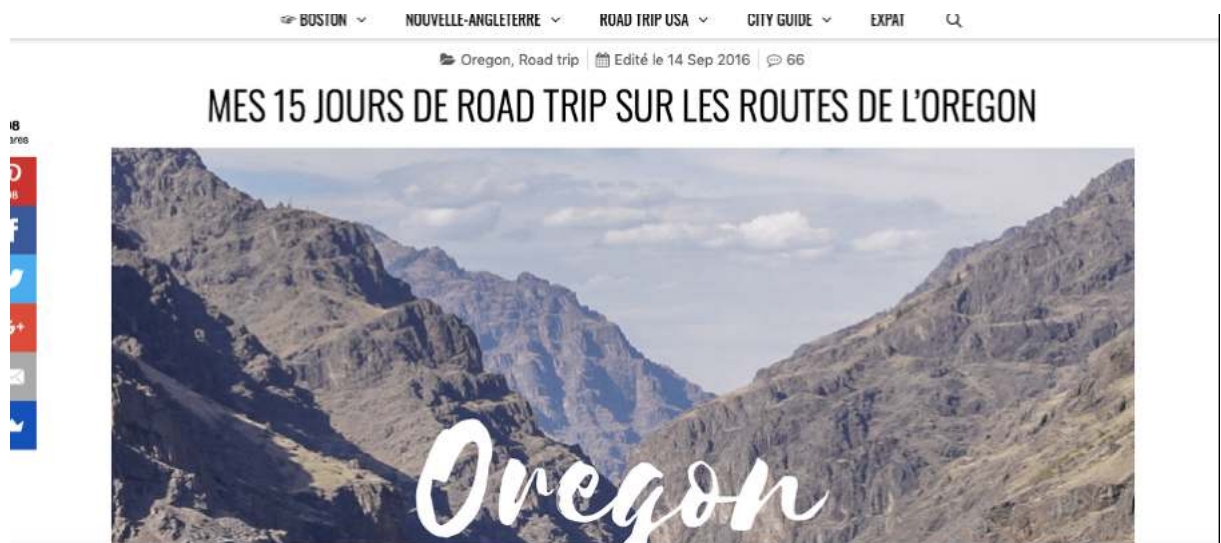 ☞ BOSTON NOUVELLE-ANGLETERRE ROAD TRIP USA CITY GUIDE EXPAT
Oregon, Road trip Edité le 14 Sep 2016 66
MES 15 JOURS DE ROAD TRIP SUR LES ROUTES DE L'OREGON
Oregon